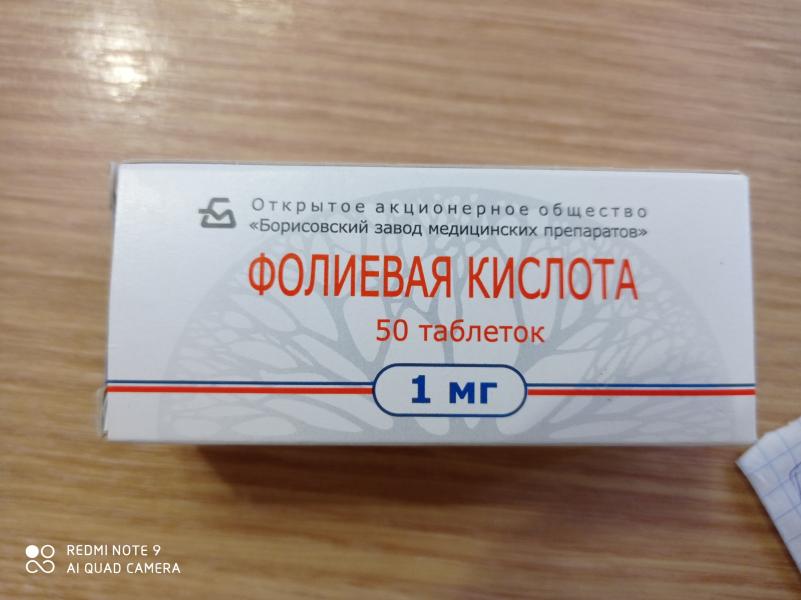 Открытое акционерное общество
«Борисовский завод медицинских препаратов»
ФОЛИЕВАЯ КИСЛОТА
50 таблеток
1 мг
REDMI NOTE 9
AI QUAD CAMERA